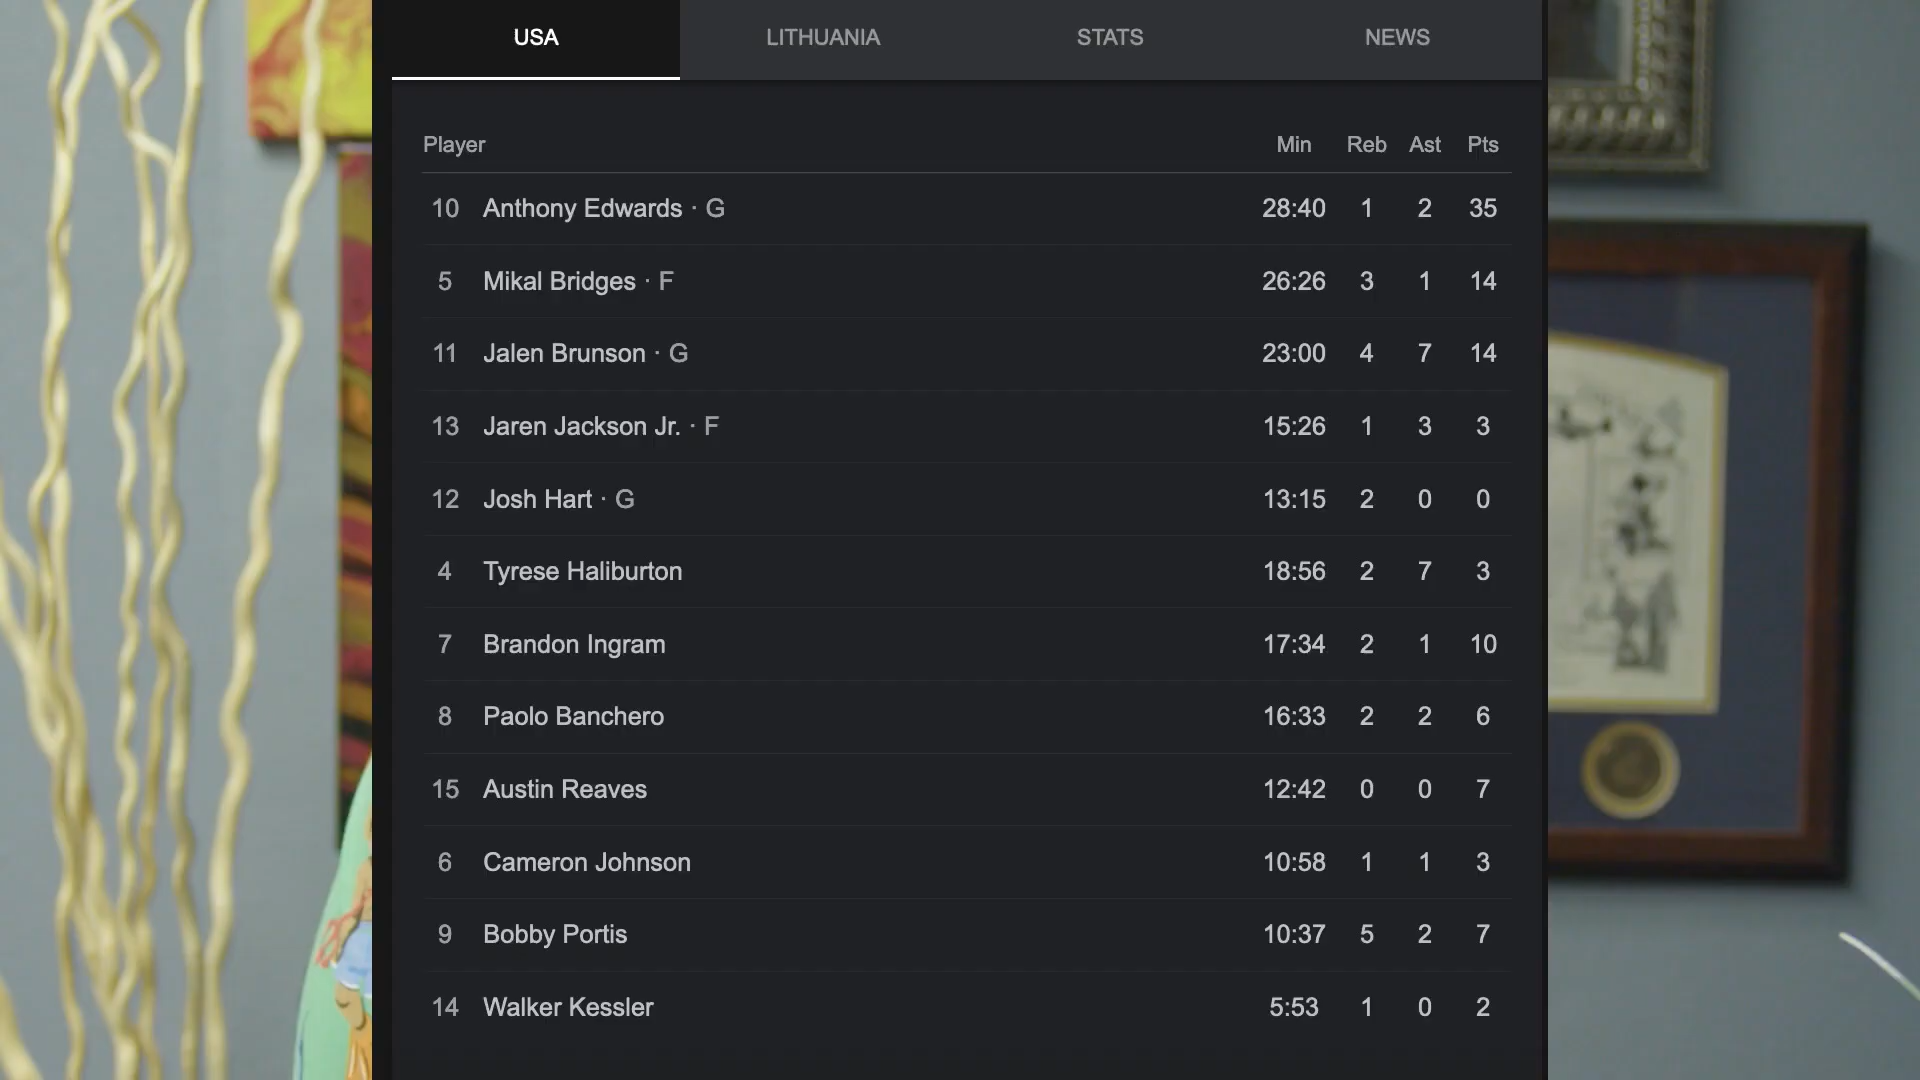 USA LITHUANIA STATS NEWS
Player Min Reb Ast Pts
10 Anthony Edwards · G 28:40 1 2 35
5 Mikal Bridges · F 26:26 3 1 14
11 Jalen Brunson · G 23:00 4 7 14
13 Jaren Jackson Jr. · F 15:26 1 3 3
12 Josh Hart · G 13:15 2 0 0
4 Tyrese Haliburton 18:56 2 7 3
7 Brandon Ingram 17:34 2 1 10
8 Paolo Banchero 16:33 2 2 6
15 Austin Reaves 12:42 0 0 7
6 Cameron Johnson 10:58 1 1 3
9 Bobby Portis 10:37 5 2 7
14 Walker Kessler 5:53 1 0 2